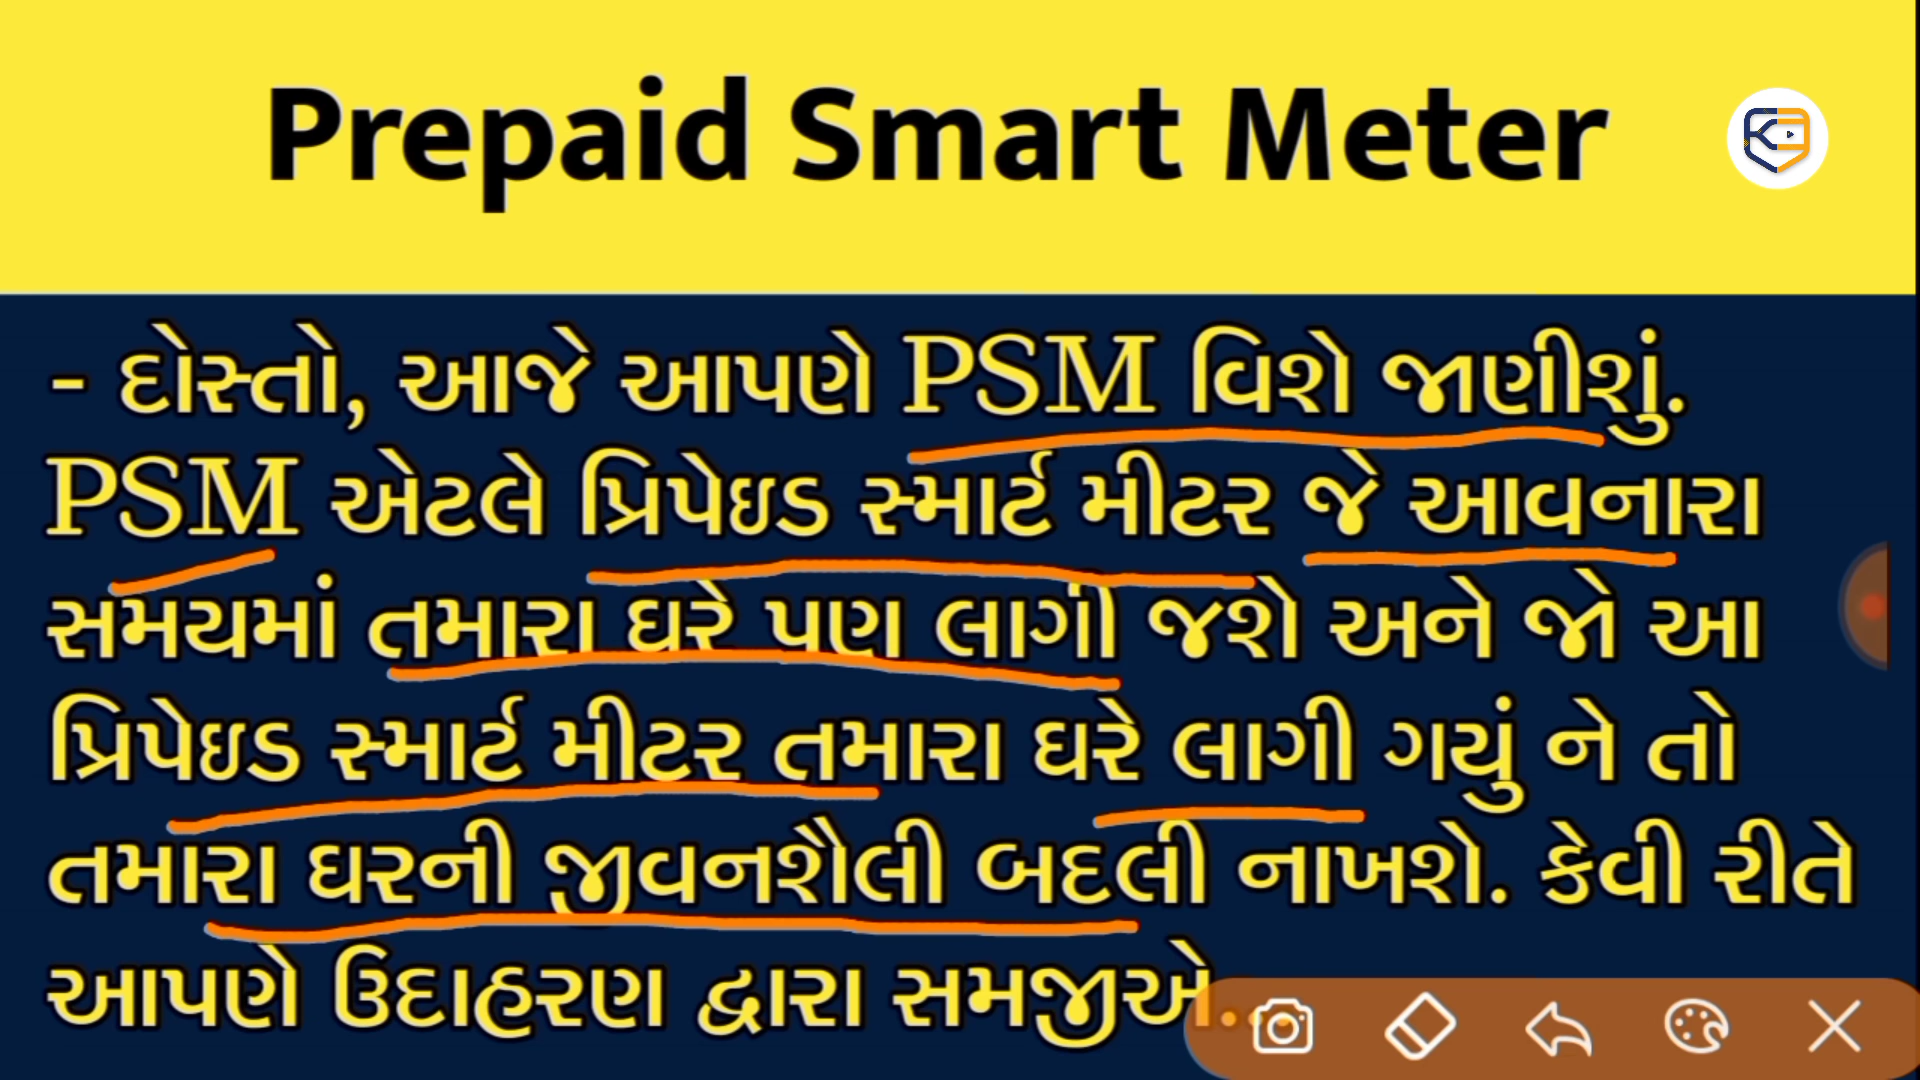 Prepaid Smart Meter
- દોસ્તો, આજે આપણે PSM વિશે જાણીશું.
PSM એટલે પ્રિપેઇડ સ્માર્ટ મીટર જે આવનારા
સમયમાં તમારા ઘરે પણ લાગી જશે અને જો આ
પ્રિપેઇડ સ્માર્ટ મીટર તમારા ઘરે લાગી ગયું ને તો
તમારા ઘરની જીવનશૈલી બદલી નાખશે. કેવી રીતે
આપણે ઉદાહરણ દ્વારા સમજીએ...